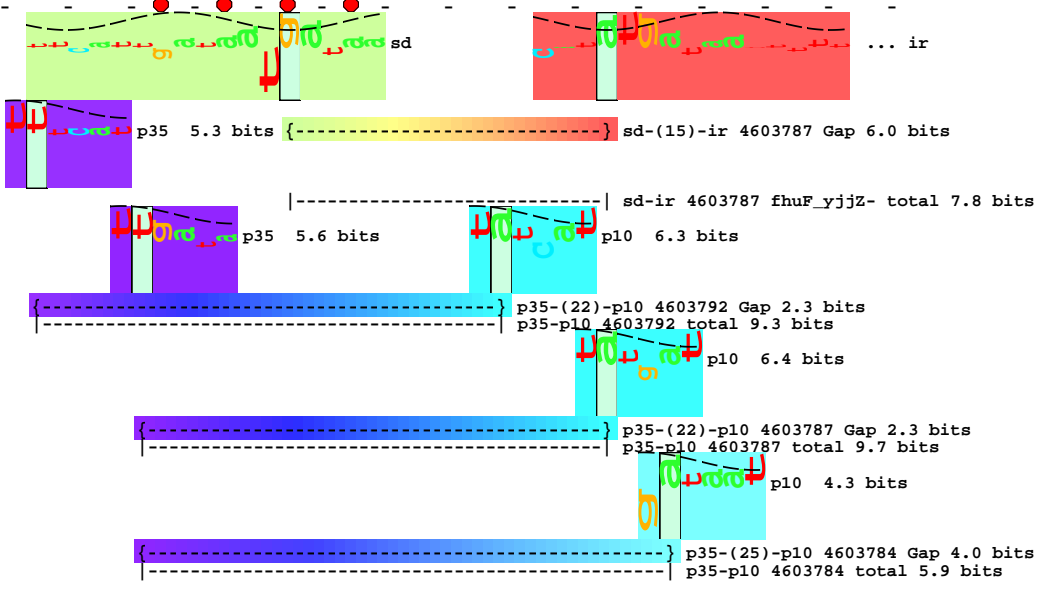 t t c a t t g a t a a t g a t a a sd
... ir
t t t c a t p35 5.3 bits
{--------------------------} sd-(15)-ir 4603787 Gap 6.0 bits
|--------------------------| sd-ir 4603787 fhuF_yjjZ- total 7.8 bits
t t g a t a p35 5.6 bits
t a t c a t p10 6.3 bits
{--------------------------------------} p35-(22)-p10 4603792 Gap 2.3 bits
|--------------------------------------| p35-p10 4603792 total 9.3 bits
t a t g a t p10 6.4 bits
{--------------------------------------} p35-(22)-p10 4603787 Gap 2.3 bits
|--------------------------------------| p35-p10 4603787 total 9.7 bits
g a t a a t p10 4.3 bits
{-------------------------------------------} p35-(25)-p10 4603784 Gap 4.0 bits
|-------------------------------------------| p35-p10 4603784 total 5.9 bits